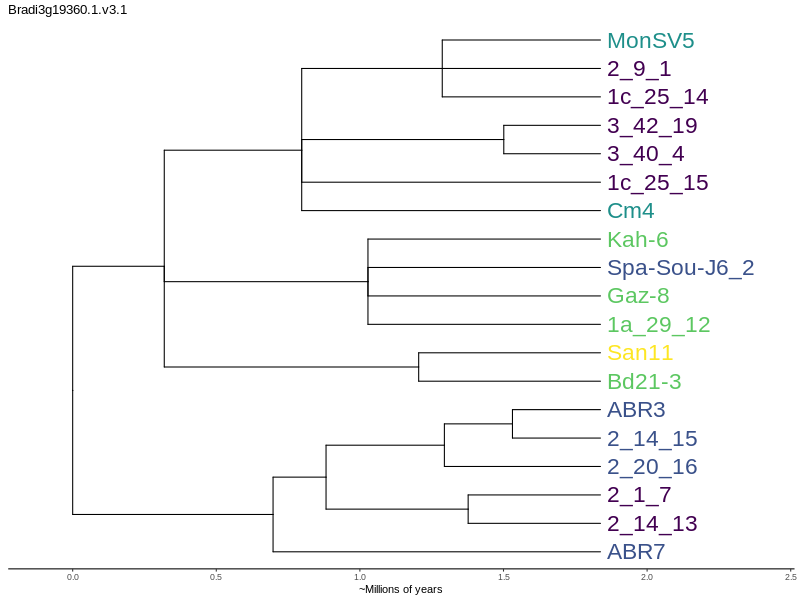 Bradi3g19360.1.v3.1
MonSV5
2_9_1
1c_25_14
3_42_19
3_40_4
1c_25_15
Cm4
Kah-6
Spa-Sou-J6_2
Gaz-8
1a_29_12
San11
Bd21-3
ABR3
2_14_15
2_20_16
2_1_7
2_14_13
ABR7
0.0 0.5 1.0 1.5 2.0 2.5
~Millions of years